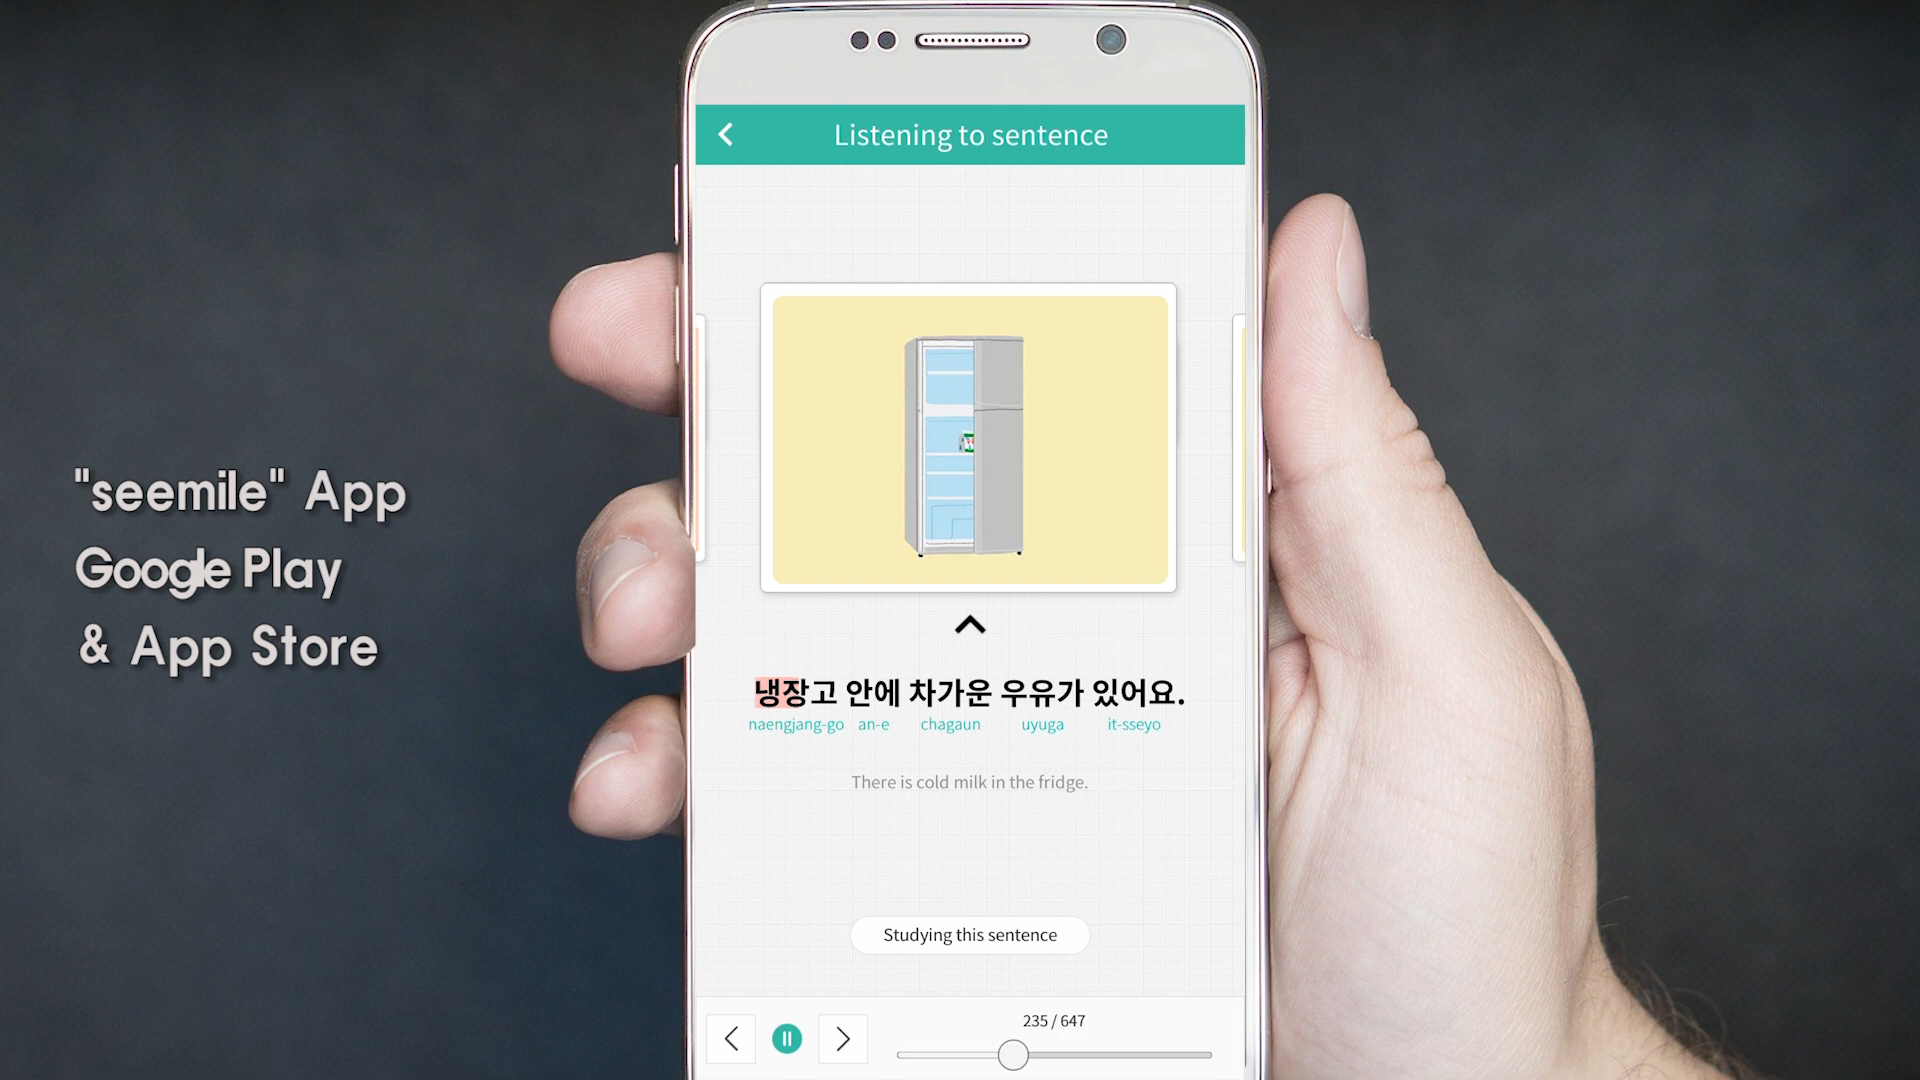 Listening to sentence
"seemile" App
Google Play
& App Store
냉장고 안에 차가운 우유가 있어요.
naengjang-go an-e chagaun uyuga it-sseyo
There is cold milk in the fridge.
Studying this sentence
235 / 647